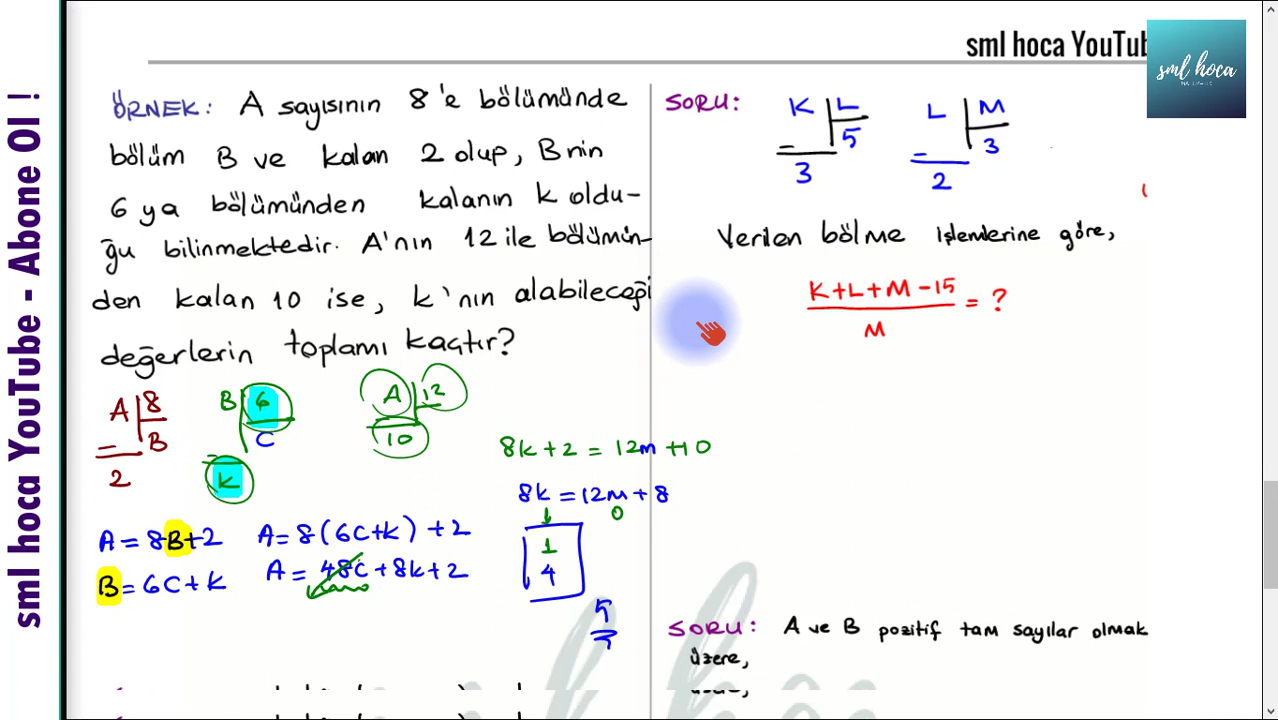 sml hoca YouTube - Abone Ol !
sml hoca YouTub
sml hoca
ÖRNEK: A sayısının 8'e bölümünde
bölüm B ve kalan 2 olup, B nin
6 ya bölümünden kalanın k oldu-
ğu bilinmektedir. A'nın 12 ile bölümün-
den kalan 10 ise, k'nın alabileceği
değerlerin toplamı kaçtır?
A 8
B
2
B 6
C
k
A 12
10
8k+2 = 12m+10
8k = 12m+8
0
1
4
5
A = 8B+2
B = 6C+k
A = 8(6C+k)+2
A = 48C+8k+2
SORU:
K L
5
3
L M
3
2
Verilen bölme işlemlerine göre,
K+L+M-15
M
= ?
SORU: A ve B pozitif tam sayılar olmak
üzere,